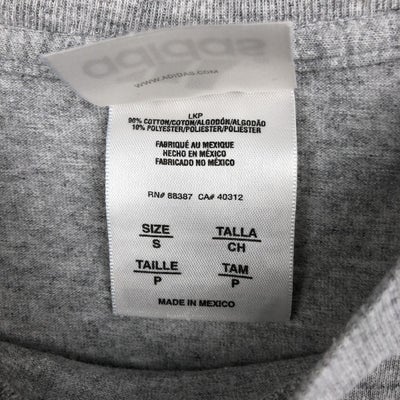 adidas
WWW.ADIDAS.COM
LKP
90% COTTON/COTON/ALGODÓN/ALGODÃO
10% POLYESTER/POLIÉSTER/POLIESTER
FABRIQUÉ AU MEXIQUE
HECHO EN MÉXICO
FABRICADO NO MÉXICO
RN# 88387 CA# 40312
SIZE TALLA
S CH
TAILLE TAM
P P
MADE IN MEXICO